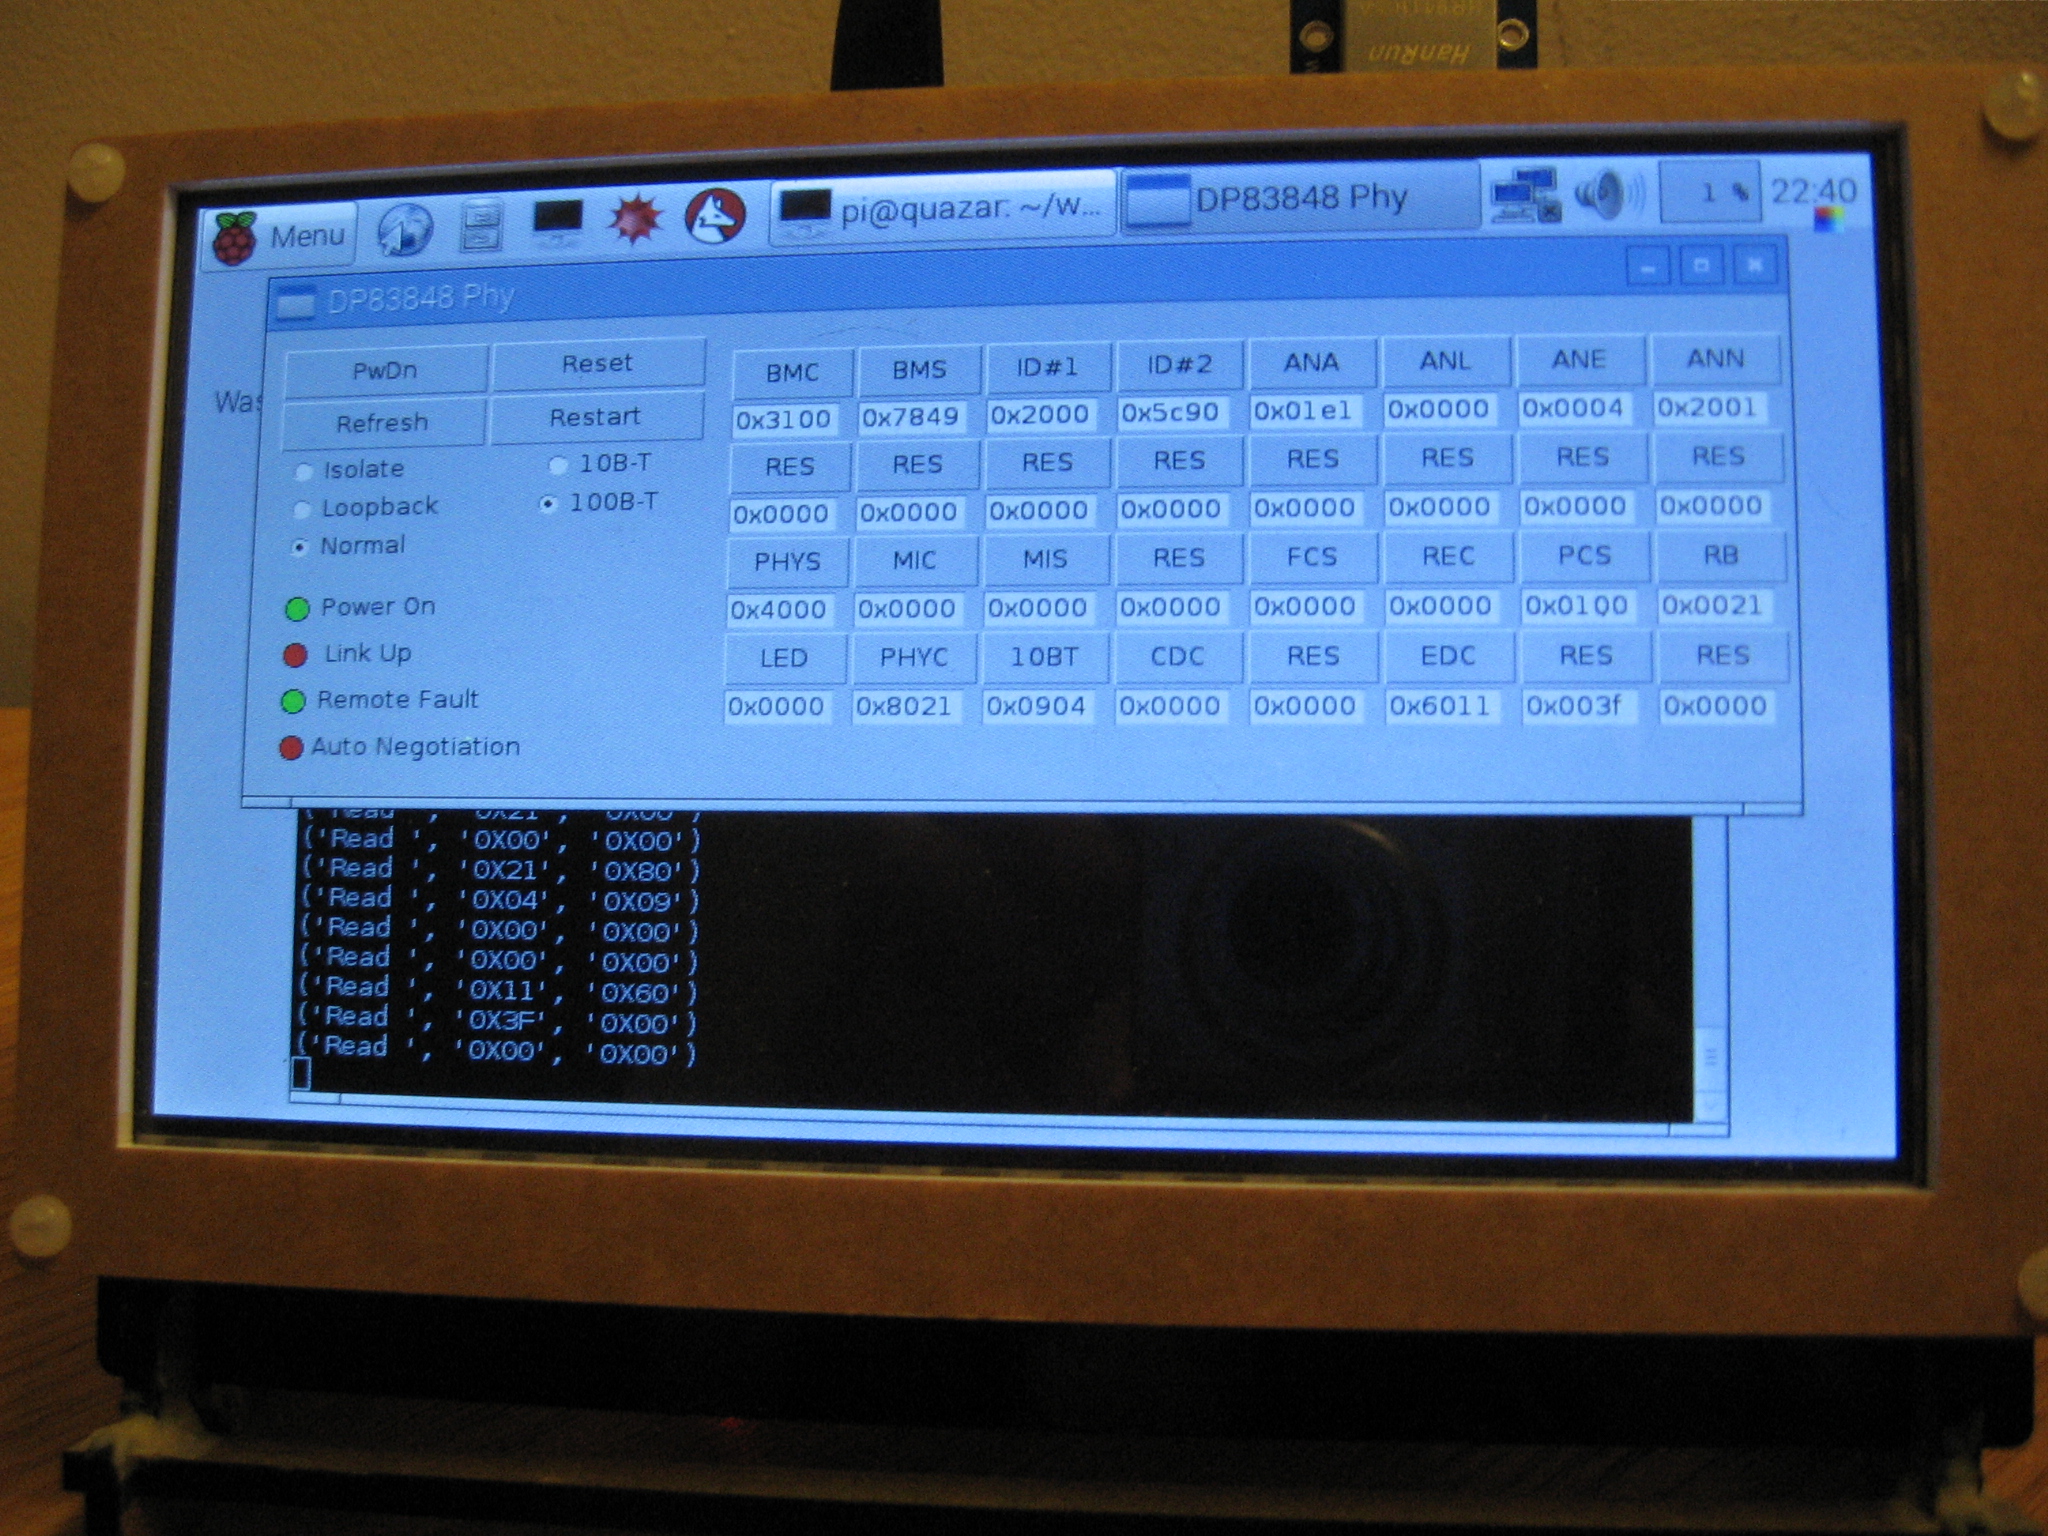 HanRun
Menu pi@quazar: ~/w... DP83848 Phy 1 % 22:40
DP83848 Phy
Was
PwDn Reset
Refresh Restart
Isolate 10B-T
Loopback 100B-T
Normal
Power On
Link Up
Remote Fault
Auto Negotiation
BMC BMS ID#1 ID#2 ANA ANL ANE ANN
0x3100 0x7849 0x2000 0x5c90 0x01e1 0x0000 0x0004 0x2001
RES RES RES RES RES RES RES RES
0x0000 0x0000 0x0000 0x0000 0x0000 0x0000 0x0000 0x0000
PHYS MIC MIS RES FCS REC PCS RB
0x4000 0x0000 0x0000 0x0000 0x0000 0x0000 0x0100 0x0021
LED PHYC 10BT CDC RES EDC RES RES
0x0000 0x8021 0x0904 0x0000 0x0000 0x6011 0x003f 0x0000
('Read ', '0X21', '0X00')
('Read ', '0X00', '0X00')
('Read ', '0X21', '0X80')
('Read ', '0X04', '0X09')
('Read ', '0X00', '0X00')
('Read ', '0X00', '0X00')
('Read ', '0X11', '0X60')
('Read ', '0X3F', '0X00')
('Read ', '0X00', '0X00')